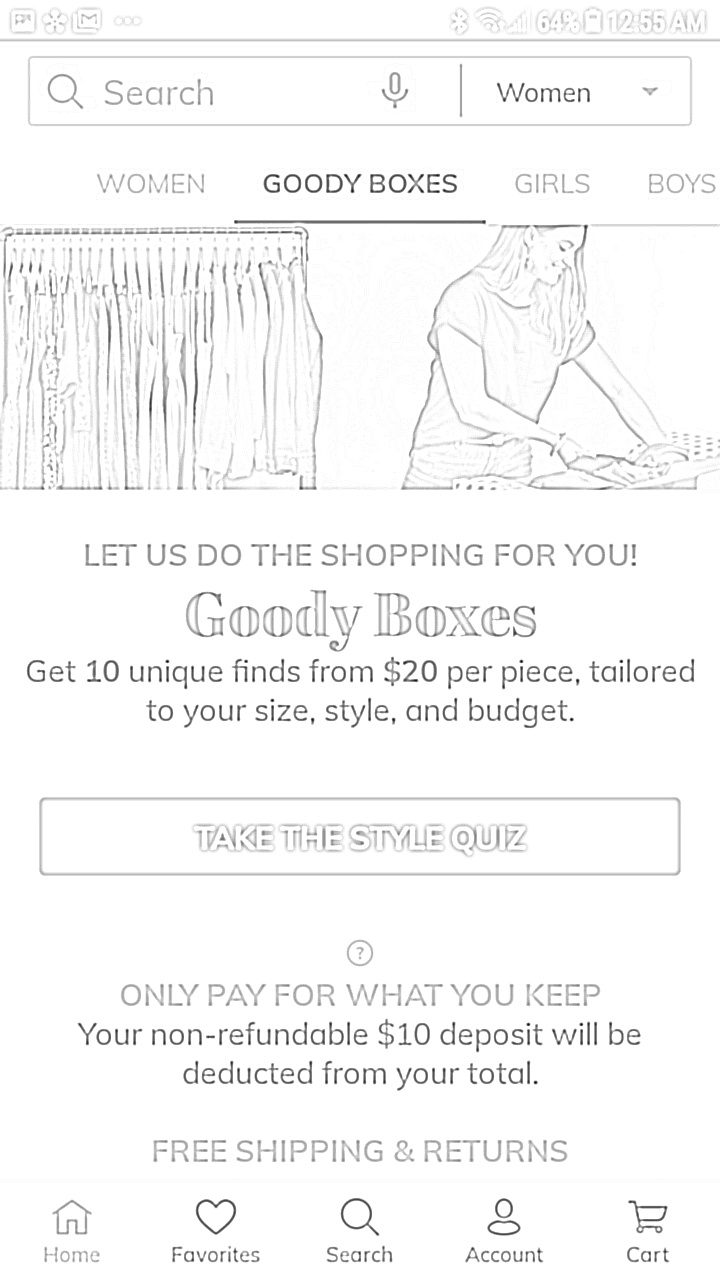 64% 12:55 AM
Search Women
WOMEN GOODY BOXES GIRLS BOYS
LET US DO THE SHOPPING FOR YOU!
Goody Boxes
Get 10 unique finds from $20 per piece, tailored
to your size, style, and budget.
TAKE THE STYLE QUIZ
?
ONLY PAY FOR WHAT YOU KEEP
Your non-refundable $10 deposit will be
deducted from your total.
FREE SHIPPING & RETURNS
Home Favorites Search Account Cart